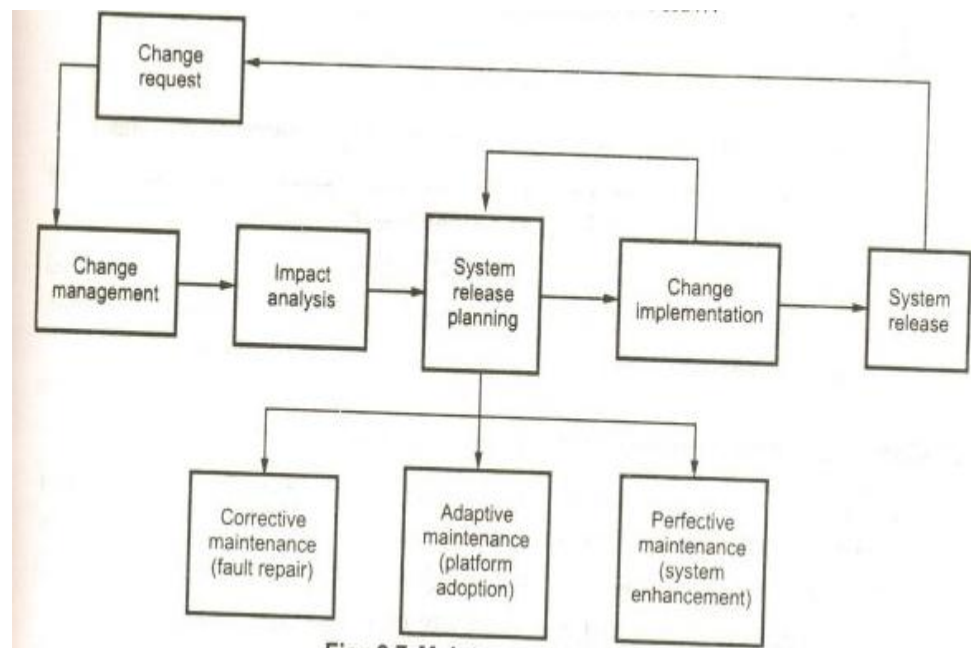 Change
request
Change
management
Impact
analysis
System
release
planning
Change
implementation
System
release
Corrective
maintenance
(fault repair)
Adaptive
maintenance
(platform
adoption)
Perfective
maintenance
(system
enhancement)